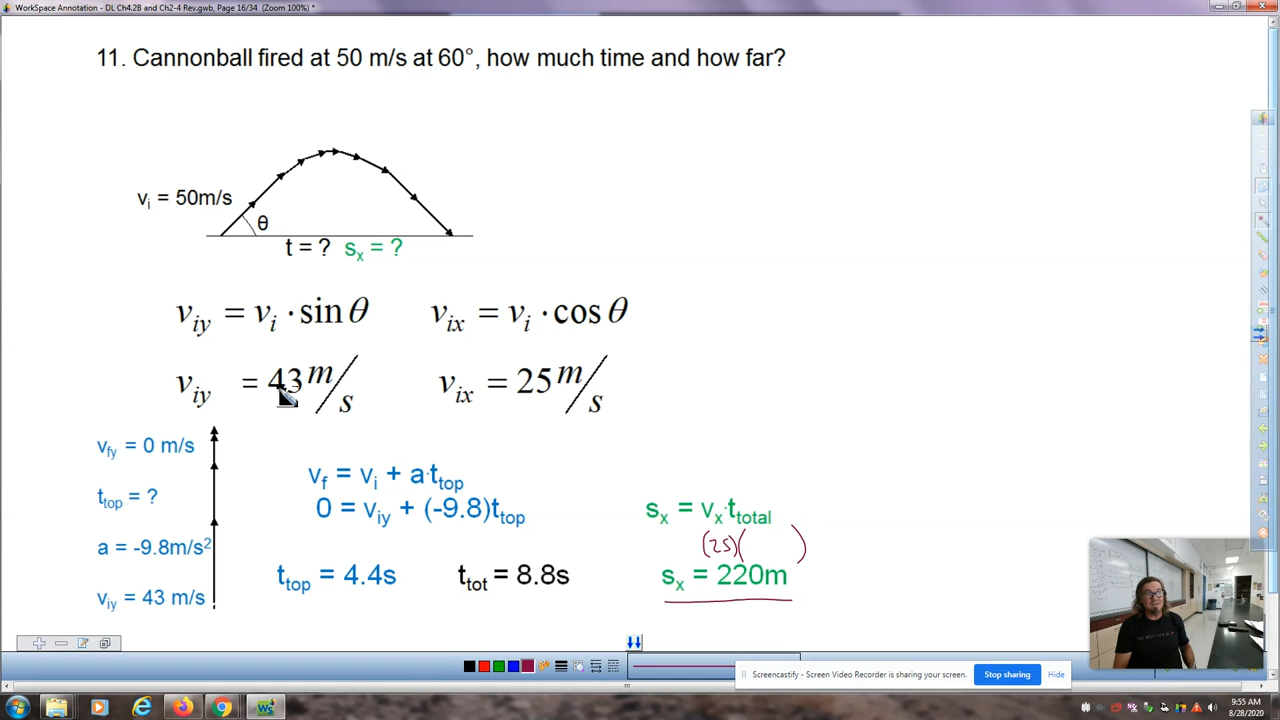 WorkSpace Annotation - DL Ch4.2B and Ch2-4 Rev.gwb, Page 16/34 (Zoom 100%) *
11. Cannonball fired at 50 m/s at 60°, how much time and how far?
vi = 50m/s
θ
t = ? sx = ?
viy = vi · sin θ
vix = vi · cos θ
viy = 43 m/s
vix = 25 m/s
vfy = 0 m/s
ttop = ?
a = -9.8m/s²
viy = 43 m/s
vf = vi + a·ttop
0 = viy + (-9.8)ttop
ttop = 4.4s
ttot = 8.8s
sx = vx·ttotal
(25)( )
sx = 220m
Screencastify - Screen Video Recorder is sharing your screen.
Stop sharing
Hide
9:55 AM
8/28/2020